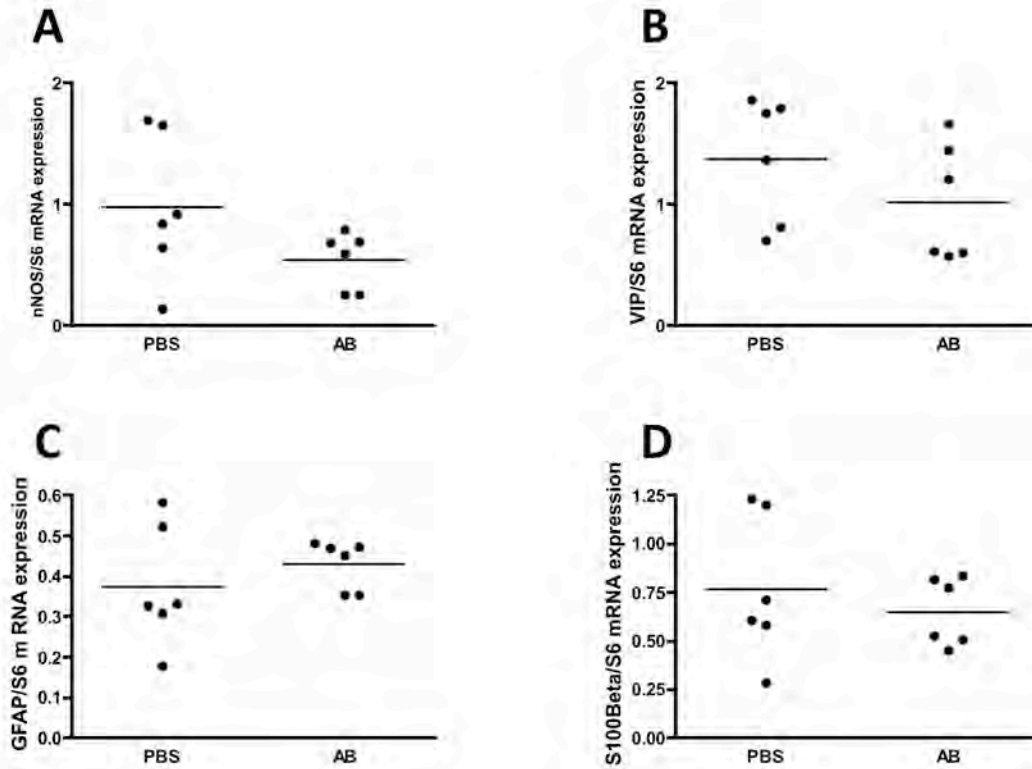 A
nNOS/S6 mRNA expression
2
1
0
PBS
AB
B
VIP/S6 mRNA expression
2
1
0
PBS
AB
C
GFAP/S6 m RNA expression
0.6
0.5
0.4
0.3
0.2
0.1
0.0
PBS
AB
D
S100Beta/S6 mRNA expression
1.25
1.00
0.75
0.50
0.25
0.00
PBS
AB